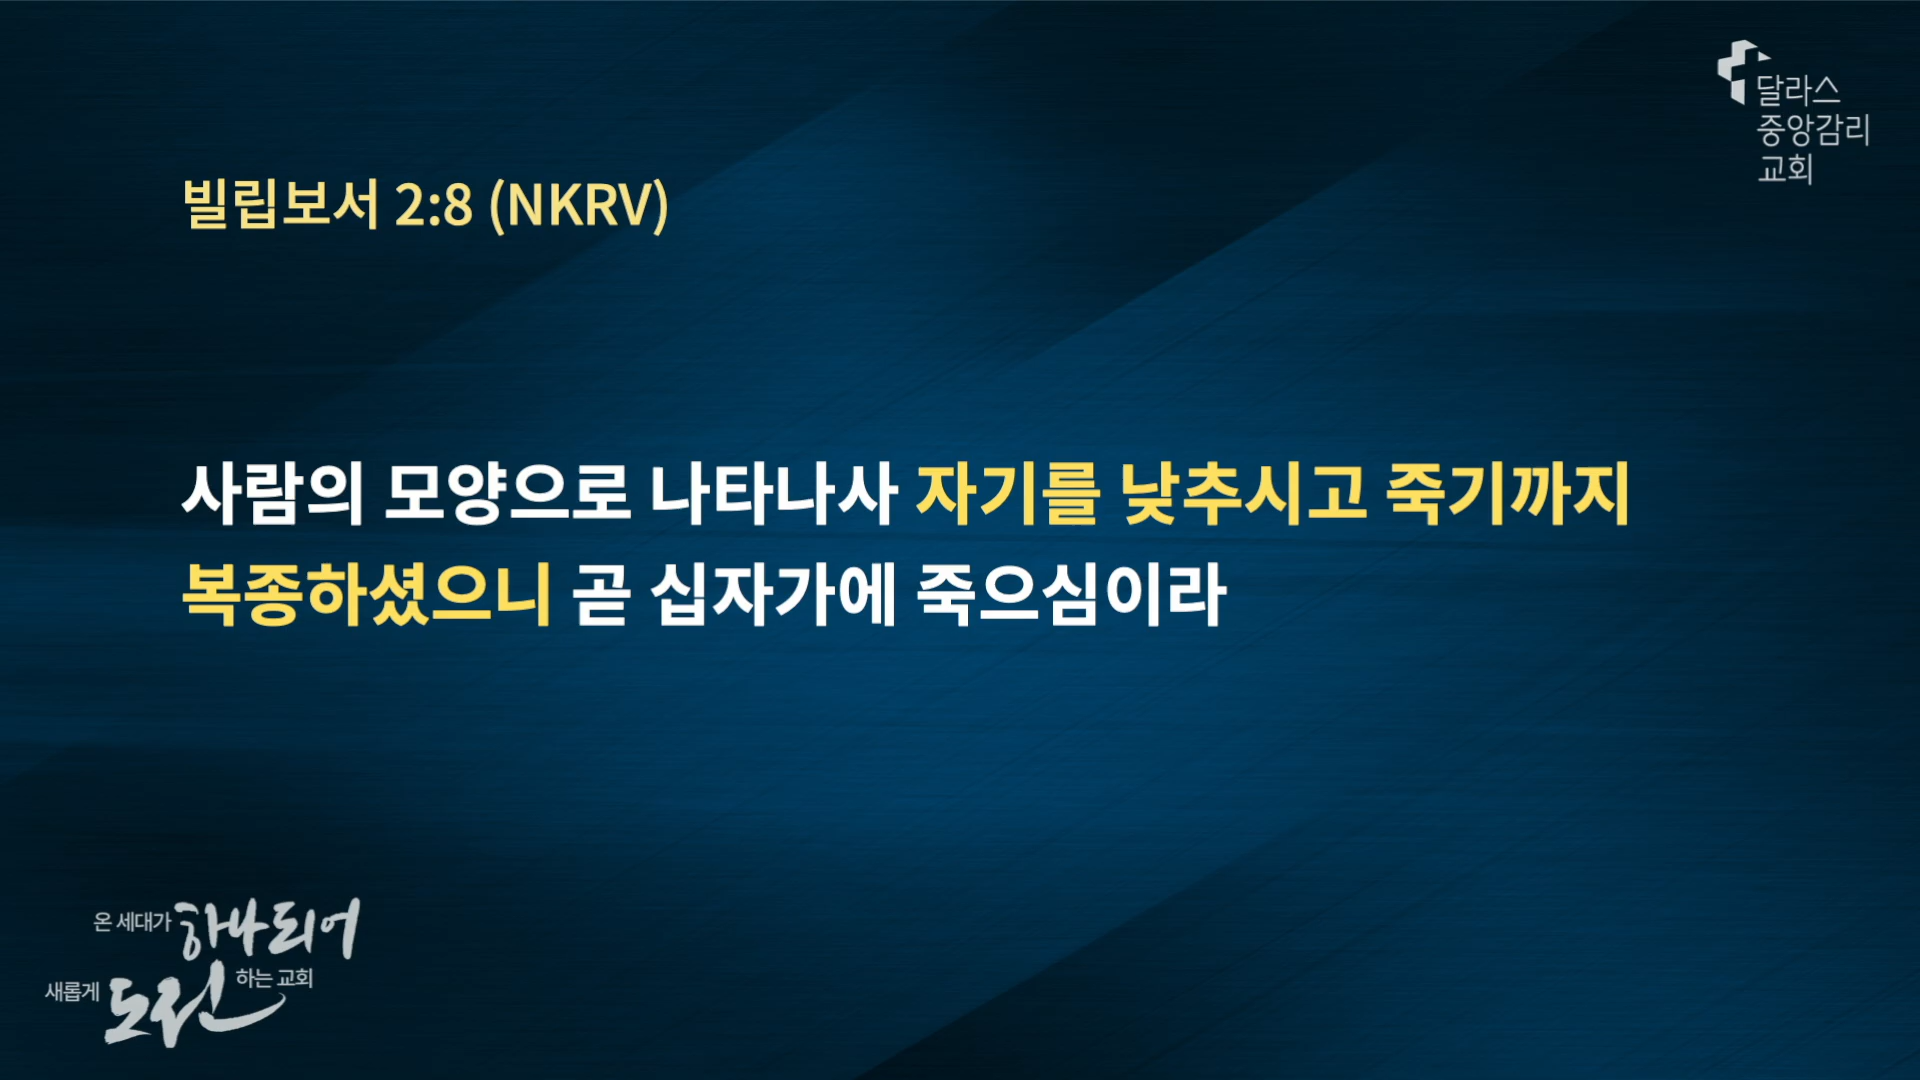 달라스
중앙감리
교회
빌립보서 2:8 (NKRV)
사람의 모양으로 나타나사 자기를 낮추시고 죽기까지
복종하셨으니 곧 십자가에 죽으심이라
온 세대가 하나되어
새롭게 도전 하는 교회